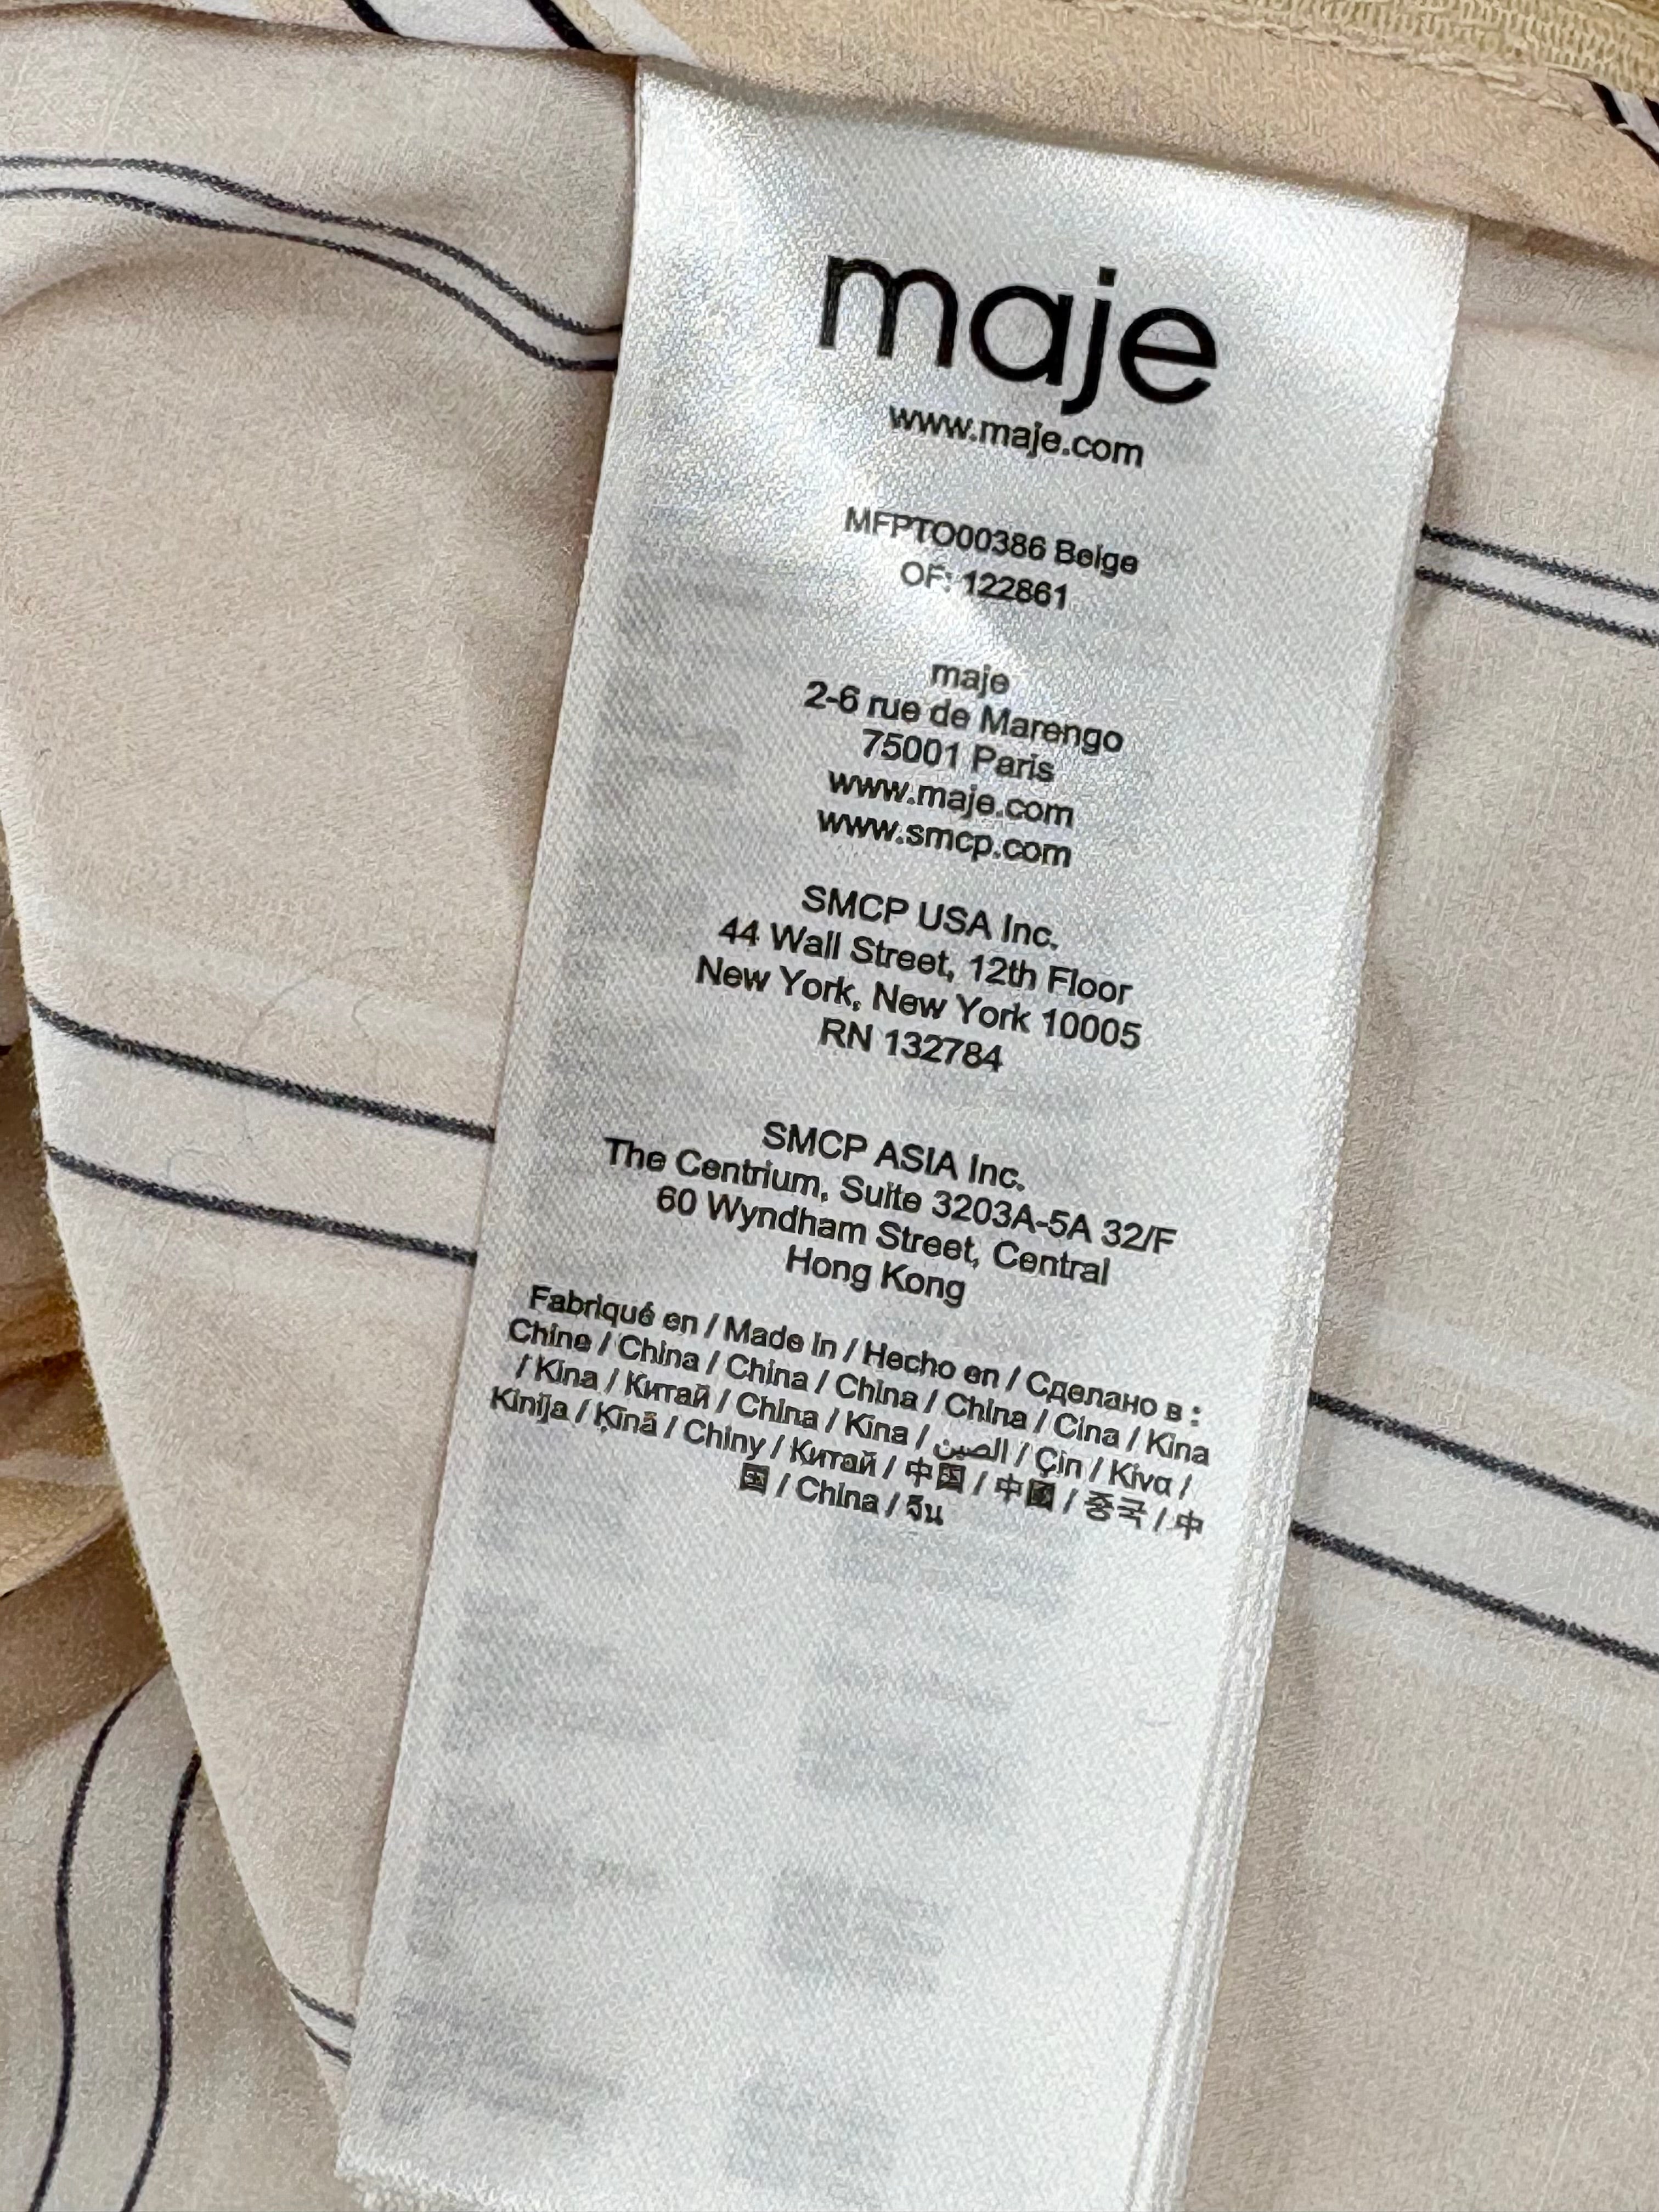 maje
www.maje.com
MFPTO00386 Beige
OF: 122861
maje
2-6 rue de Marengo
75001 Paris
www.maje.com
www.smcp.com
SMCP USA Inc.
44 Wall Street, 12th Floor
New York, New York 10005
RN 132784
SMCP ASIA Inc.
The Centrium, Suite 3203A-5A 32/F
60 Wyndham Street, Central
Hong Kong
Fabriqué en / Made in / Hecho en / Сделано в :
Chine / China / China / China / China / Cina / Kina
/ Kina / Китай / China / Kina / الصين / Çin / Κίνα /
Kinija / Ķīnā / Chiny / Китай / 中国 / 中國 / 중국 / 中
国 / China / จีน